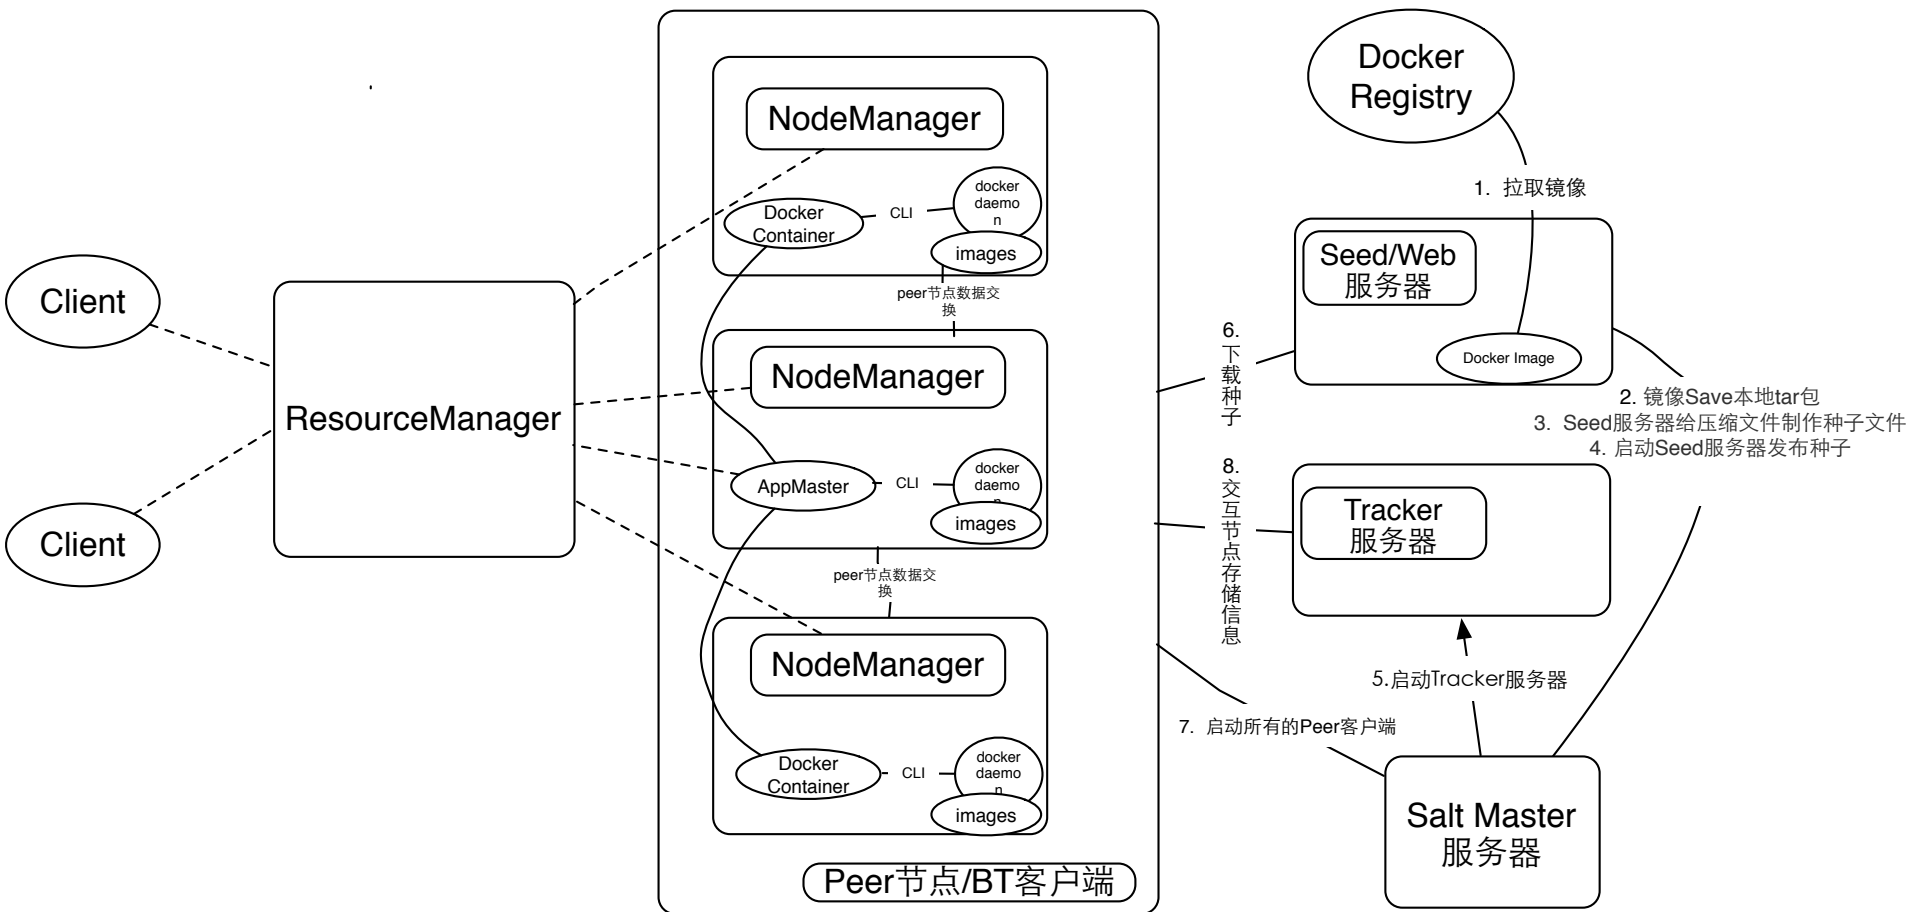 Client
Client
ResourceManager
NodeManager
Docker
Container
CLI
docker
daemo
n
images
peer节点数据交
换
NodeManager
AppMaster
CLI
docker
daemo
n
images
peer节点数据交
换
NodeManager
Docker
Container
CLI
docker
daemo
n
images
Peer节点/BT客户端
Docker
Registry
1. 拉取镜像
Seed/Web
服务器
Docker Image
6.
下
载
种
子
2. 镜像Save本地tar包
3. Seed服务器给压缩文件制作种子文件
4. 启动Seed服务器发布种子
8.
交
互
节
点
存
储
信
息
Tracker
服务器
5.启动Tracker服务器
7. 启动所有的Peer客户端
Salt Master
服务器